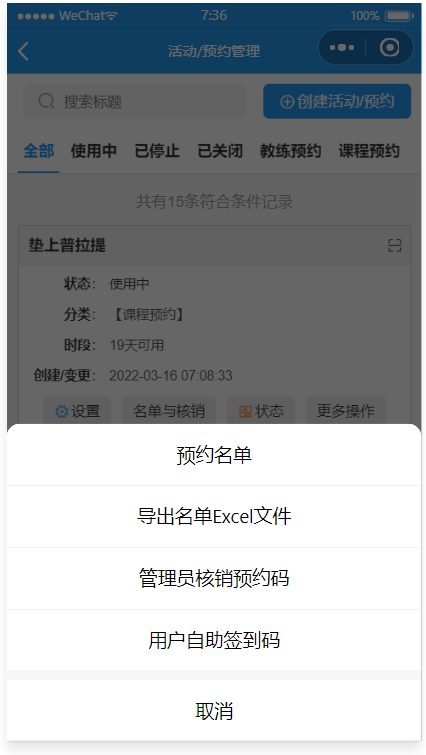 WeChat 7:36 100%
活动/预约管理
搜索标题 创建活动/预约
全部 使用中 已停止 已关闭 教练预约 课程预约
共有15条符合条件记录
垫上普拉提
状态： 使用中
分类： 【课程预约】
时段： 19天可用
创建/变更： 2022-03-16 07:08:33
设置 名单与核销 状态 更多操作
预约名单
导出名单Excel文件
管理员核销预约码
用户自助签到码
取消